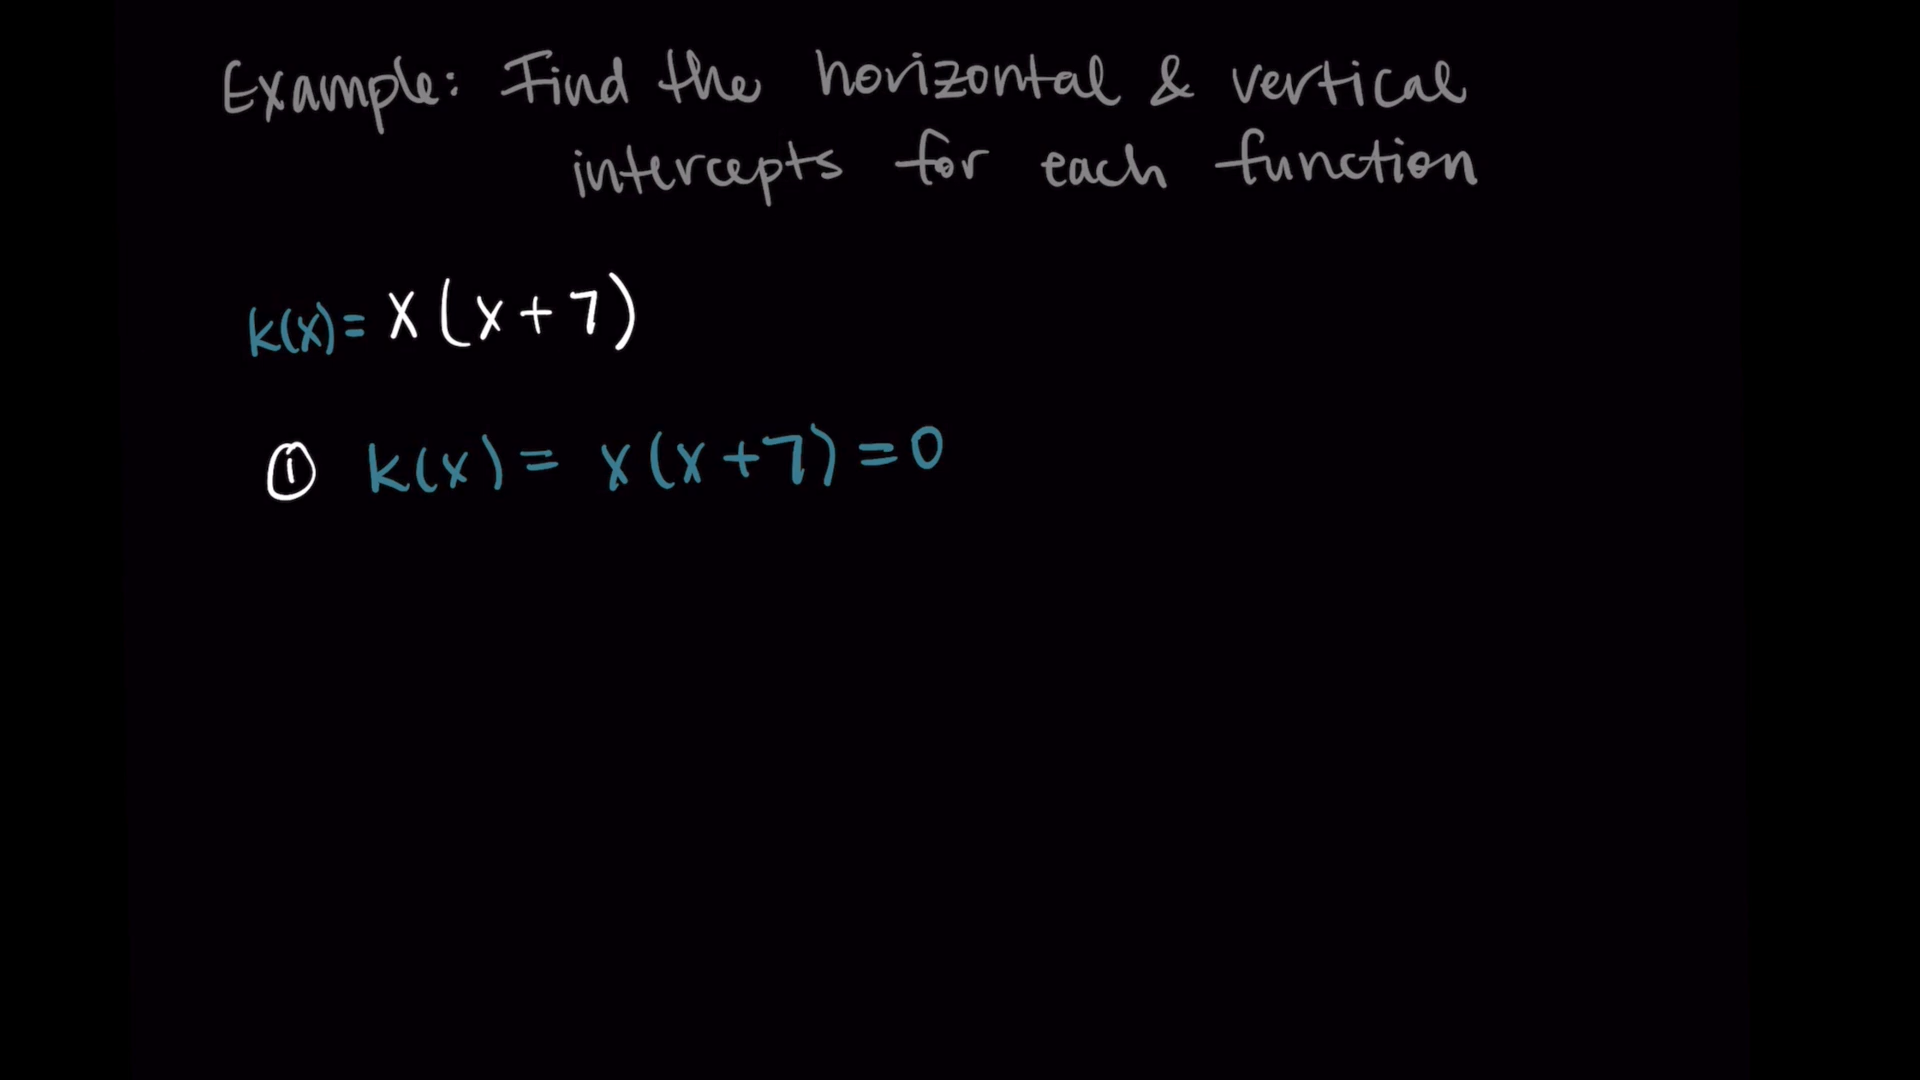 Example: Find the horizontal & vertical
intercepts for each function
k(x)= x(x+7)
① k(x) = x(x+7)=0